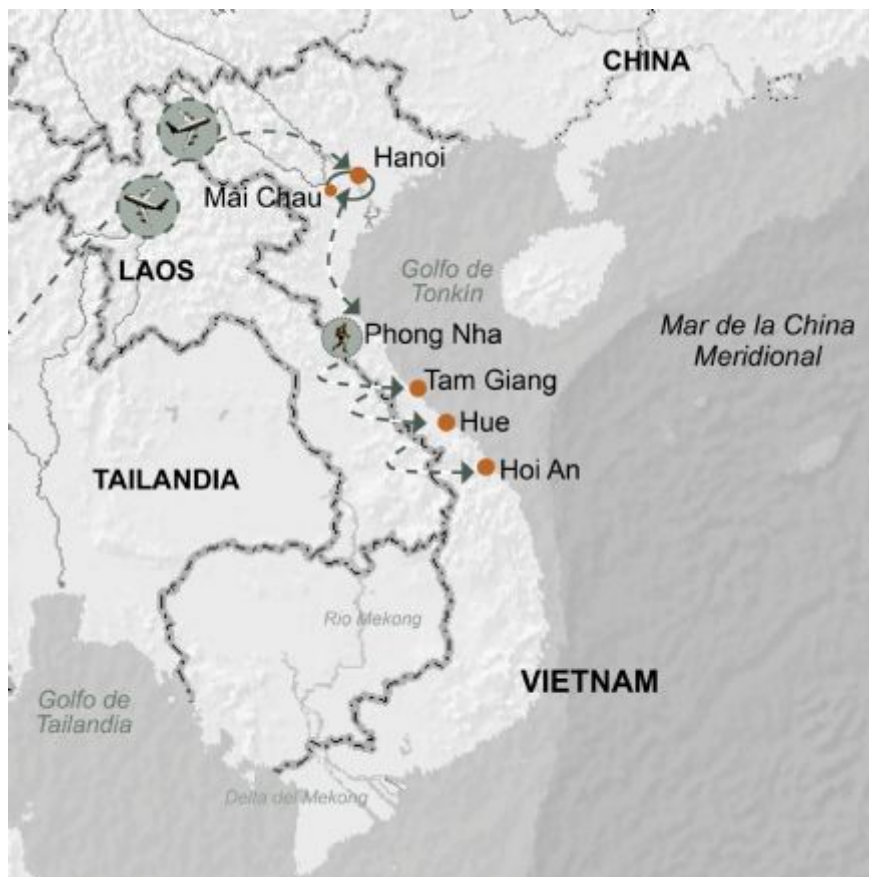 CHINA
Hanoi
Mai Chau
LAOS
Golfo de
Tonkín
Mar de la China
Meridional
Phong Nha
Tam Giang
Hue
Hoi An
TAILANDIA
Rio Mekong
VIETNAM
Golfo de
Tailandia
Delta del Mekong